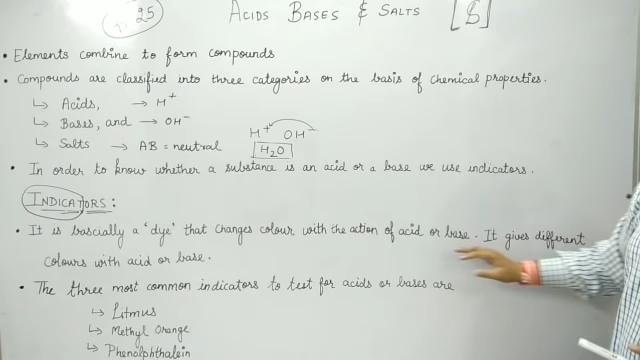 25 ACIDS BASES & SALTS [8]
• Elements combine to form compounds
• Compounds are classified into three categories on the basis of chemical properties.
↳ Acids, → H⁺
↳ Bases, and → OH⁻
↳ Salts → AB = neutral H⁺ OH⁻
H₂O
• In order to know whether a substance is an acid or a base we use indicators.
INDICATORS:
• It is bascially a 'dye' that changes colour with the action of acid or base. It gives different
colours with acid or base.
• The three most common indicators to test for acids or bases are
↳ Litmus
↳ Methyl Orange
↳ Phenolphthalein